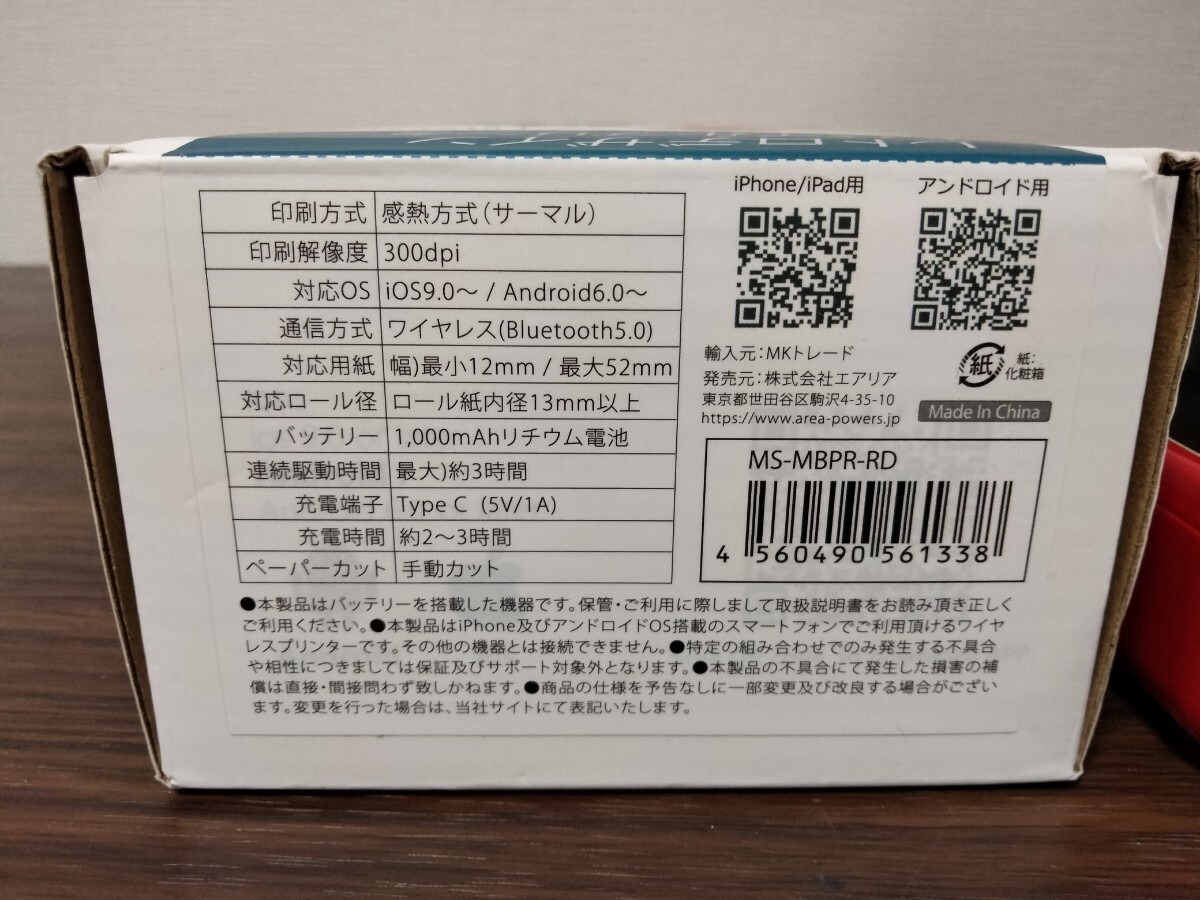 レトロデザイン
印刷方式 感熱方式(サーマル)
印刷解像度 300dpi
対応OS iOS9.0〜 / Android6.0〜
通信方式 ワイヤレス(Bluetooth5.0)
対応用紙 幅)最小12mm / 最大52mm
対応ロール径 ロール紙内径13mm以上
バッテリー 1,000mAhリチウム電池
連続駆動時間 最大)約3時間
充電端子 Type C (5V/1A)
充電時間 約2〜3時間
ペーパーカット 手動カット
iPhone/iPad用
アンドロイド用
輸入元:MKトレード
発売元:株式会社エアリア
東京都世田谷区駒沢4-35-10
https://www.area-powers.jp
紙
紙:
化粧箱
Made In China
MS-MBPR-RD
4 560490 561338
●本製品はバッテリーを搭載した機器です。保管・ご利用に際しまして取扱説明書をお読み頂き正しく
ご利用ください。●本製品はiPhone及びアンドロイドOS搭載のスマートフォンでご利用頂けるワイヤ
レスプリンターです。その他の機器とは接続できません。●特定の組み合わせでのみ発生する不具合
や相性につきましては保証及びサポート対象外となります。●本製品の不具合にて発生した損害の補
償は直接・間接問わず致しかねます。●商品の仕様を予告なしに一部変更及び改良する場合がござい
ます。変更を行った場合は、当社サイトにて表記いたします。